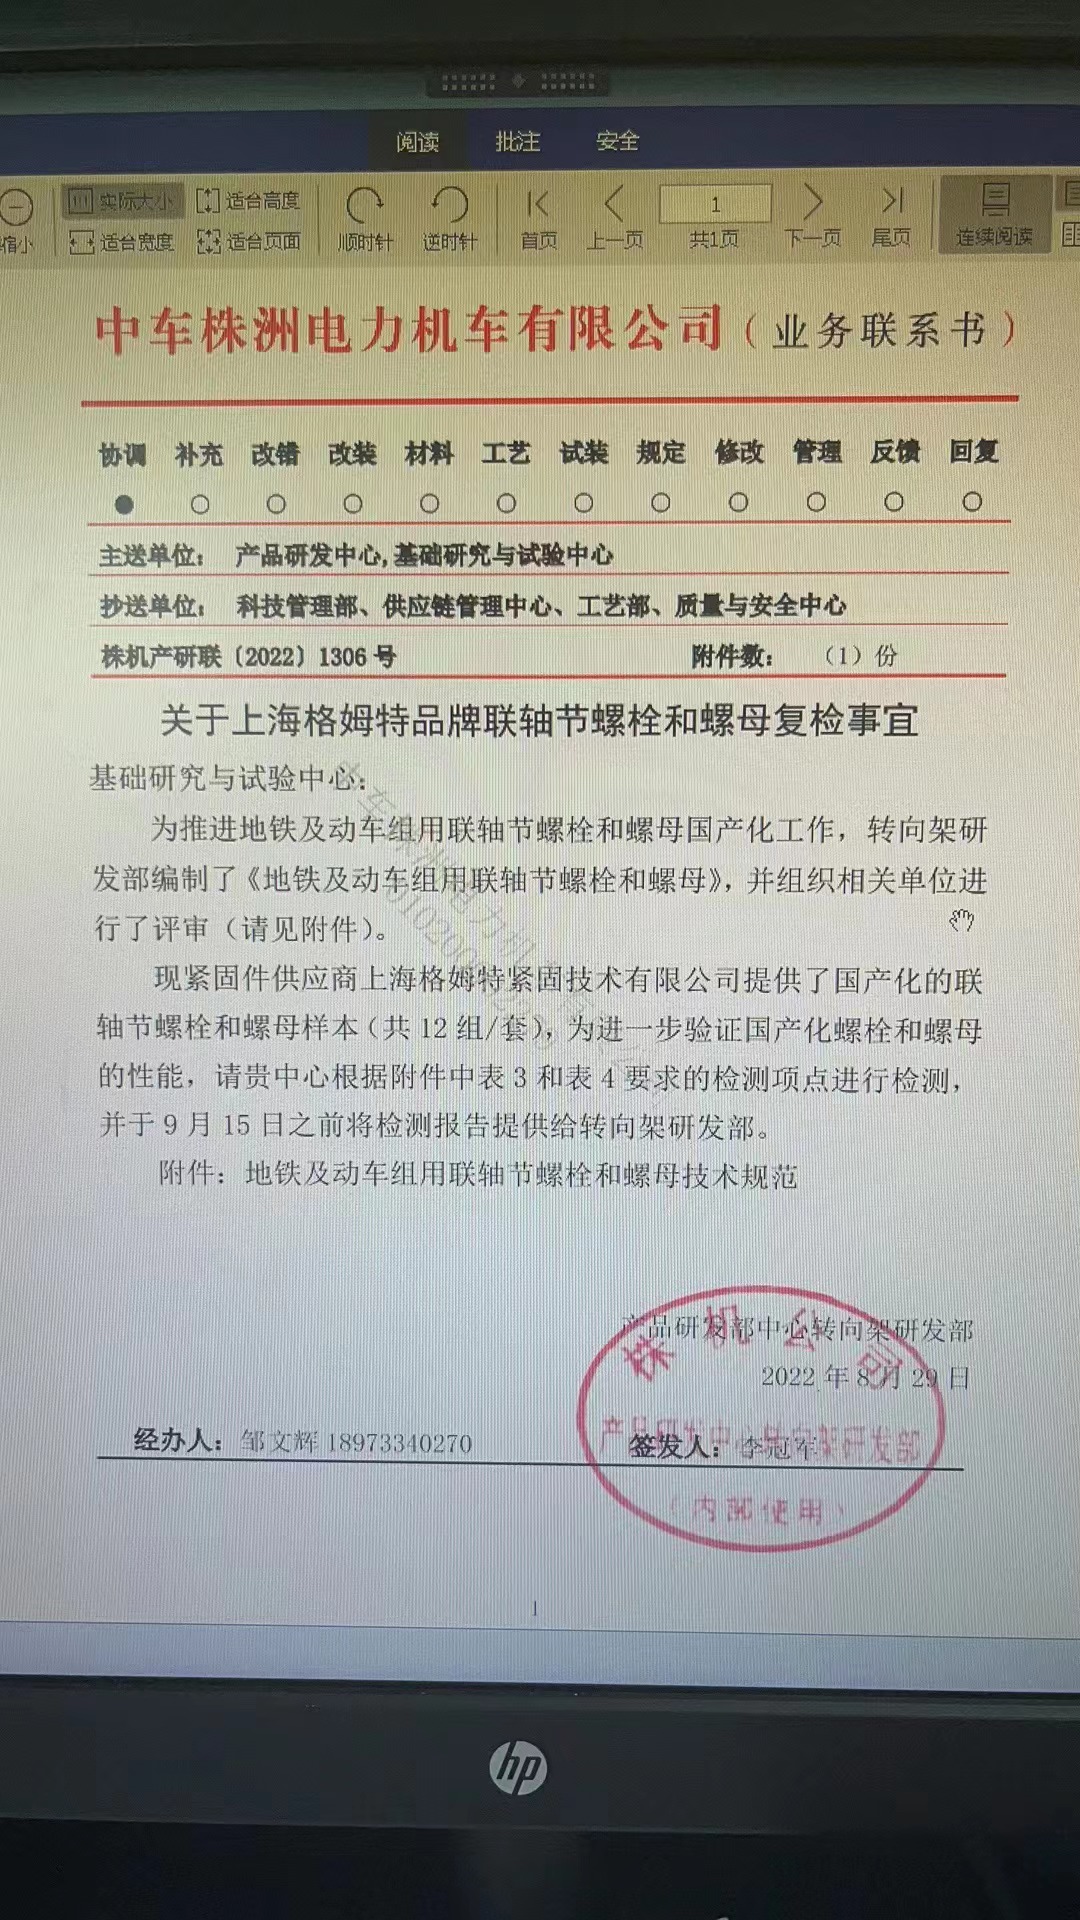 阅读 批注 安全
缩小 实际大小 适合高度 适合宽度 适合页面 顺时针 逆时针 首页 上一页 1 共1页 下一页 尾页 连续阅读
中车株洲电力机车有限公司（业务联系书）
协调 补充 改错 改装 材料 工艺 试装 规定 修改 管理 反馈 回复
● ○ ○ ○ ○ ○ ○ ○ ○ ○ ○ ○
主送单位： 产品研发中心,基础研究与试验中心
抄送单位： 科技管理部、供应链管理中心、工艺部、质量与安全中心
株机产研联〔2022〕1306 号 附件数： （1）份
关于上海格姆特品牌联轴节螺栓和螺母复检事宜
基础研究与试验中心：
为推进地铁及动车组用联轴节螺栓和螺母国产化工作，转向架研
发部编制了《地铁及动车组用联轴节螺栓和螺母》，并组织相关单位进
行了评审（请见附件）。
现紧固件供应商上海格姆特紧固技术有限公司提供了国产化的联
轴节螺栓和螺母样本（共 12 组/套），为进一步验证国产化螺栓和螺母
的性能，请贵中心根据附件中表 3 和表 4 要求的检测项点进行检测，
并于 9 月 15 日之前将检测报告提供给转向架研发部。
附件：地铁及动车组用联轴节螺栓和螺母技术规范
产品研发部中心转向架研发部
2022 年 8 月 29 日
经办人：邹文辉 18973340270 签发人：李冠军
株机公司
产品研发中心转向架研发部
（内部使用）
1
hp